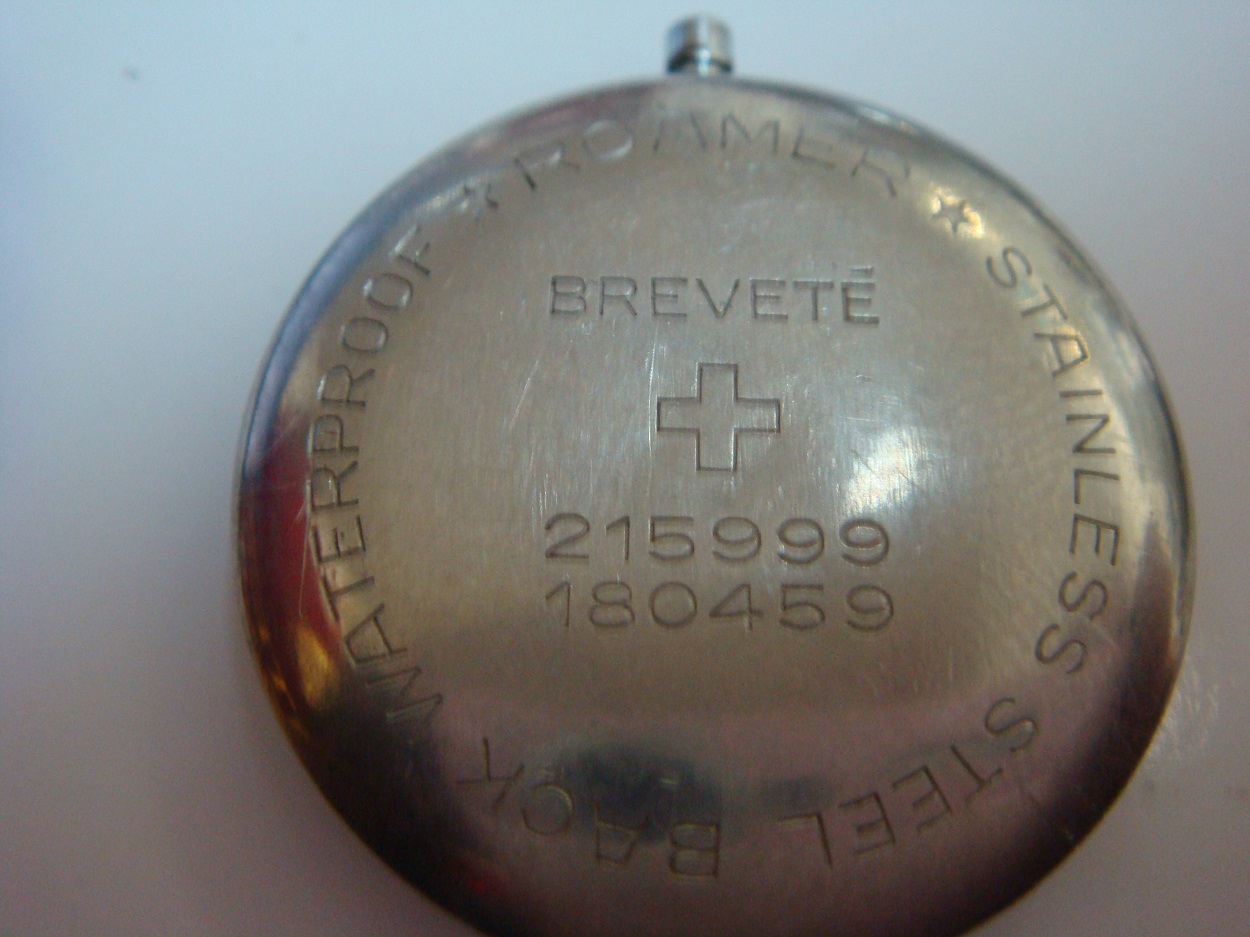 ROAMER ☆ STAINLESS STEEL BACK WATERPROOF ☆
BREVETÉ
215999
180459